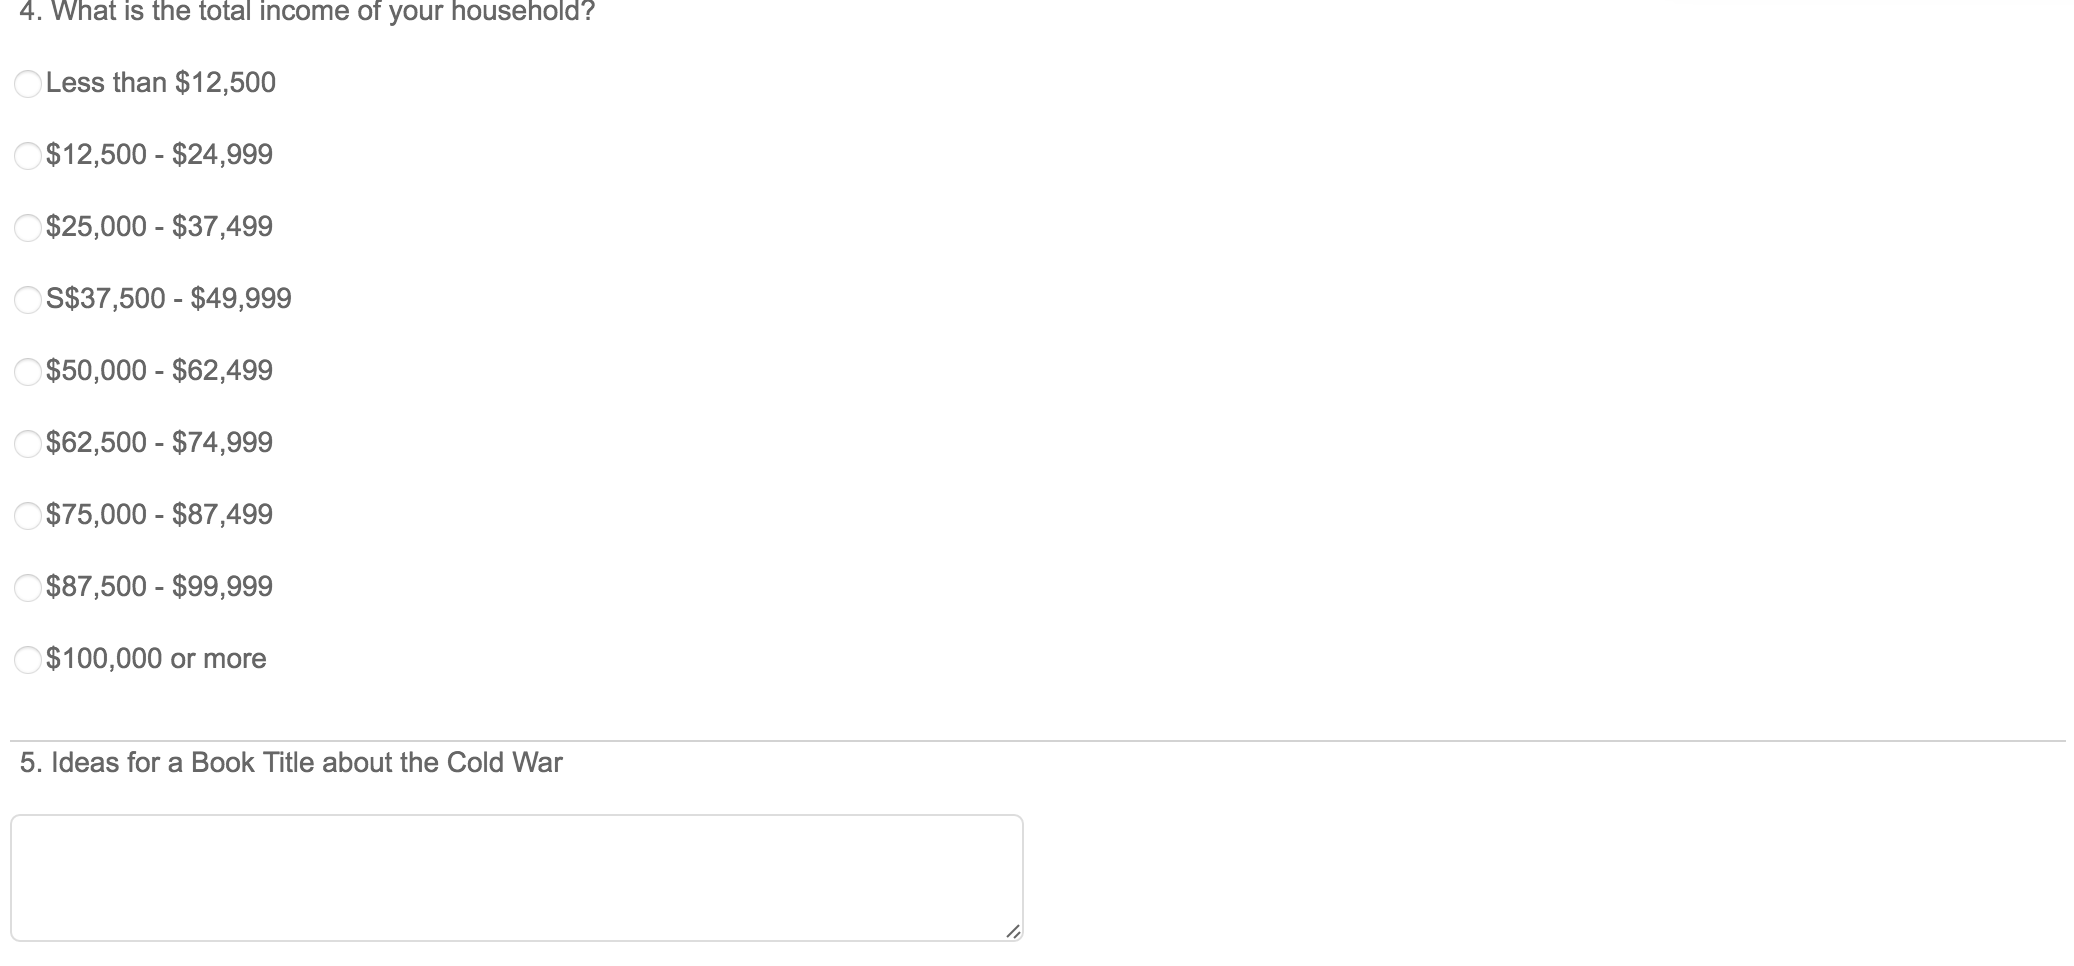 4. What is the total income of your household?
Less than $12,500
$12,500 - $24,999
$25,000 - $37,499
S$37,500 - $49,999
$50,000 - $62,499
$62,500 - $74,999
$75,000 - $87,499
$87,500 - $99,999
$100,000 or more
5. Ideas for a Book Title about the Cold War